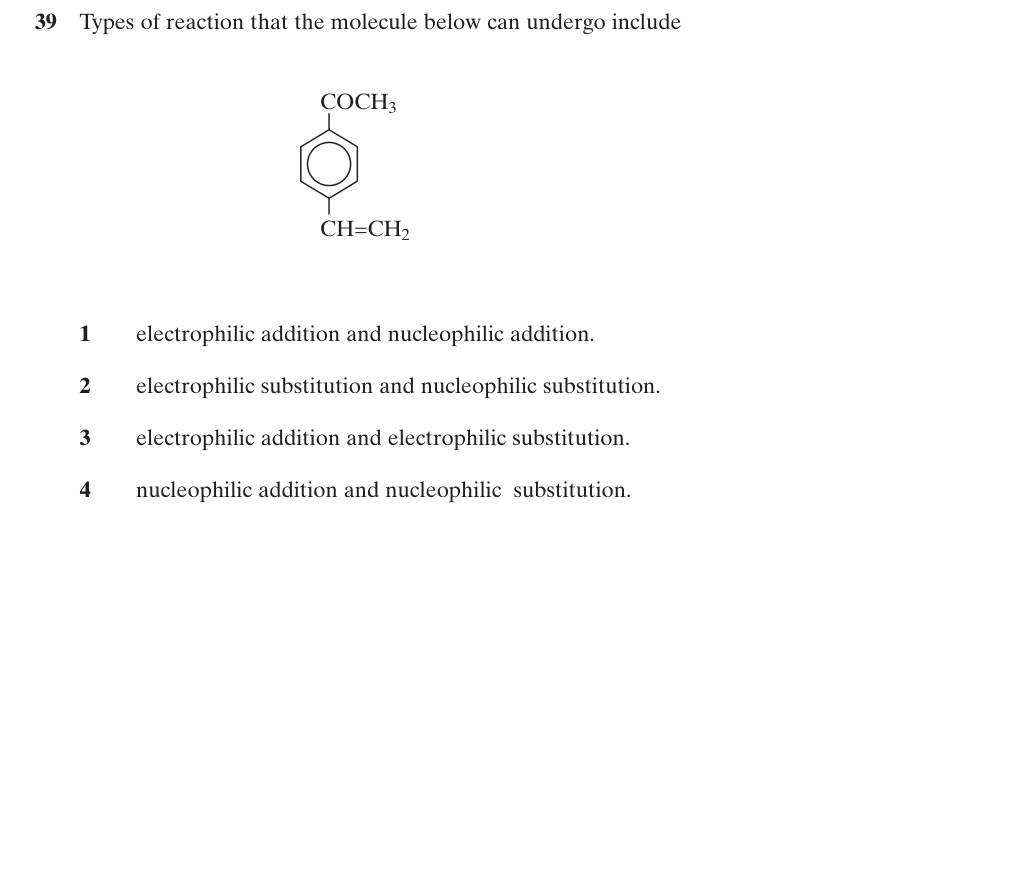 39 Types of reaction that the molecule below can undergo include
COCH₃
CH=CH₂
1 electrophilic addition and nucleophilic addition.
2 electrophilic substitution and nucleophilic substitution.
3 electrophilic addition and electrophilic substitution.
4 nucleophilic addition and nucleophilic substitution.